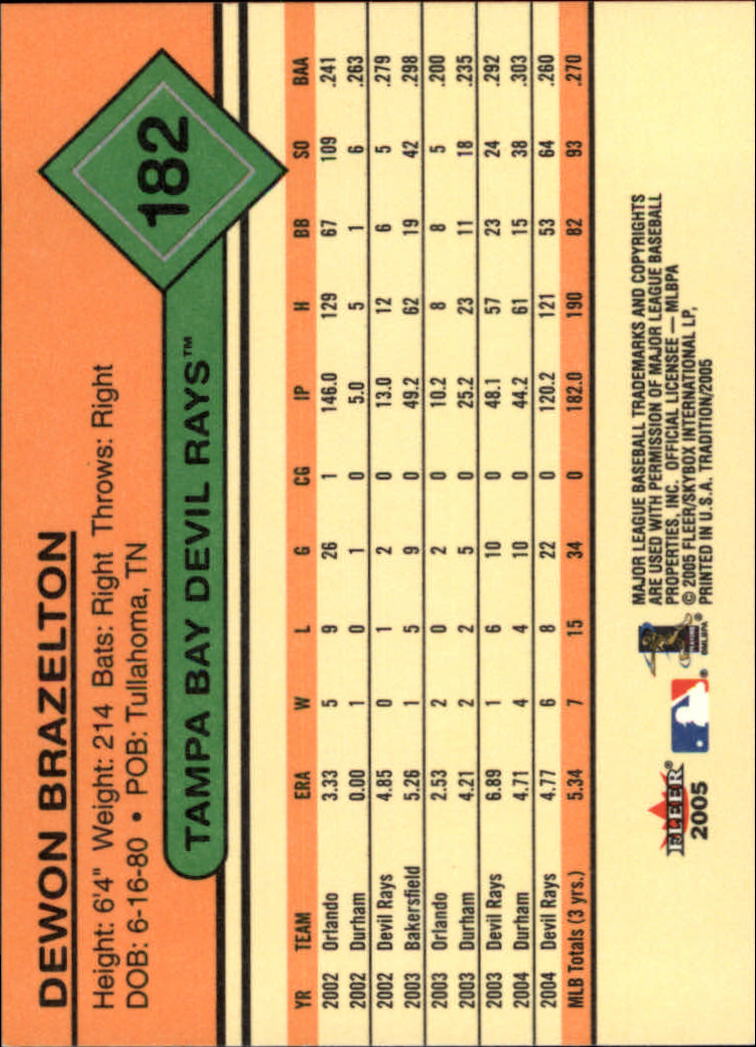 DEWON BRAZELTON
Height: 6'4" Weight: 214 Bats: Right Throws: Right
DOB: 6-16-80 • POB: Tullahoma, TN
TAMPA BAY DEVIL RAYS™
182
YR TEAM ERA W L G CG IP H BB SO BAA
2002 Orlando 3.33 5 9 26 1 146.0 129 67 109 .241
2002 Durham 0.00 1 0 1 0 5.0 5 1 6 .263
2002 Devil Rays 4.85 0 1 2 0 13.0 12 6 5 .279
2003 Bakersfield 5.26 1 5 9 0 49.2 62 19 42 .298
2003 Orlando 2.53 2 0 2 0 10.2 8 8 5 .200
2003 Durham 4.21 2 2 5 0 25.2 23 11 18 .235
2003 Devil Rays 6.89 1 6 10 0 48.1 57 23 24 .292
2004 Durham 4.71 4 4 10 0 44.2 61 15 38 .303
2004 Devil Rays 4.77 6 8 22 0 120.2 121 53 64 .260
MLB Totals (3 yrs.) 5.34 7 15 34 0 182.0 190 82 93 .270
FLEER®
2005
MAJOR LEAGUE BASEBALL TRADEMARKS AND COPYRIGHTS
ARE USED WITH PERMISSION OF MAJOR LEAGUE BASEBALL
PROPERTIES, INC. OFFICIAL LICENSEE — MLBPA
© 2005 FLEER/SKYBOX INTERNATIONAL LP,
PRINTED IN U.S.A. TRADITION/2005